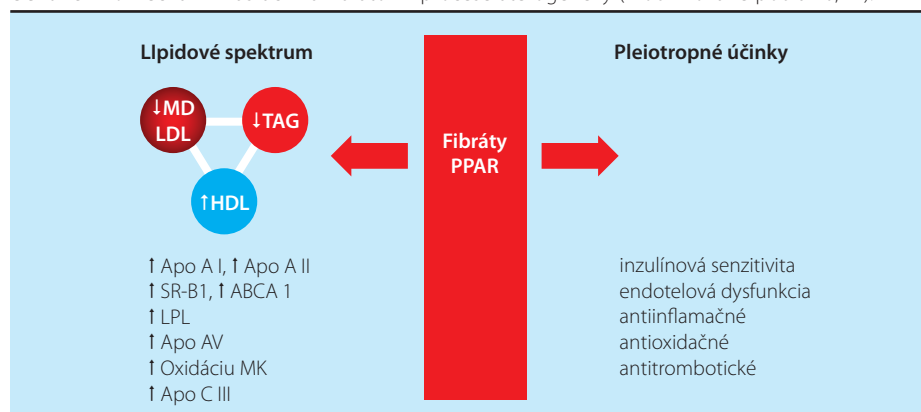 LIpidové spektrum
Pleiotropné účinky
↓MD
LDL
↓TAG
↑HDL
Fibráty
PPAR
↑ Apo A I, ↑ Apo A II
↑ SR-B1, ↑ ABCA 1
↑ LPL
↑ Apo AV
↑ Oxidáciu MK
↑ Apo C III
inzulínová senzitivita
endotelová dysfunkcia
antiinflamačné
antioxidačné
antitrombotické